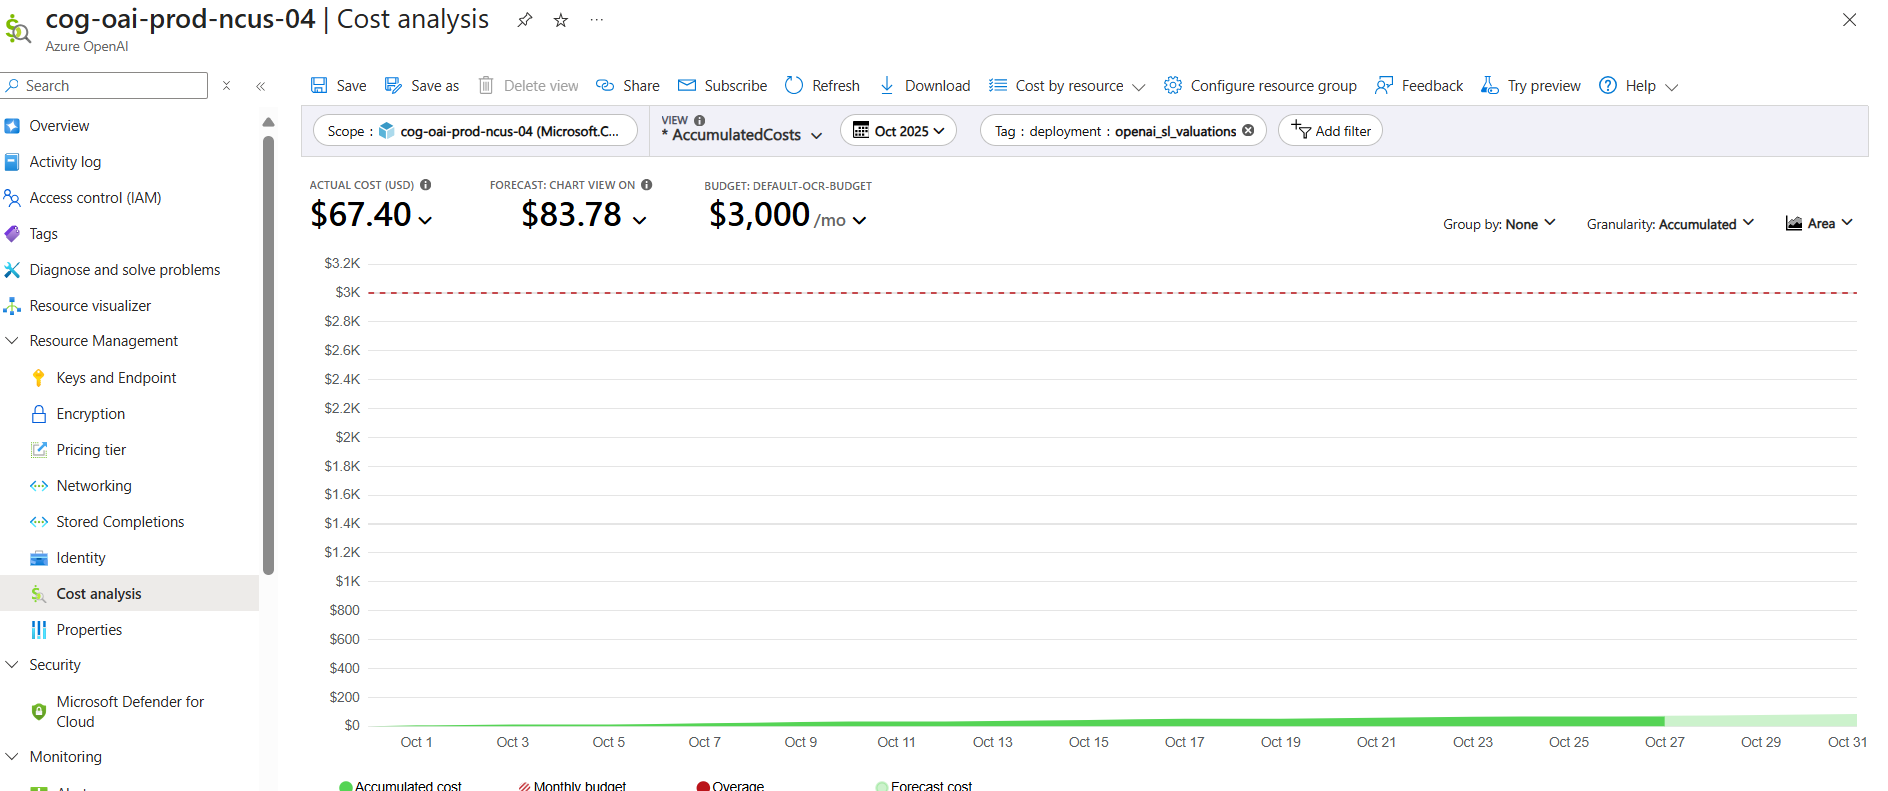 cog-oai-prod-ncus-04 | Cost analysis
Azure OpenAI
Search
Save
Save as
Delete view
Share
Subscribe
Refresh
Download
Cost by resource
Configure resource group
Feedback
Try preview
Help
Overview
Activity log
Access control (IAM)
Tags
Diagnose and solve problems
Resource visualizer
Resource Management
Keys and Endpoint
Encryption
Pricing tier
Networking
Stored Completions
Identity
Cost analysis
Properties
Security
Microsoft Defender for
Cloud
Monitoring
Scope : cog-oai-prod-ncus-04 (Microsoft.C...
VIEW
* AccumulatedCosts
Oct 2025
Tag : deployment : openai_sl_valuations
Add filter
ACTUAL COST (USD)
$67.40
FORECAST: CHART VIEW ON
$83.78
BUDGET: DEFAULT-OCR-BUDGET
$3,000 /mo
Group by: None
Granularity: Accumulated
Area
$3.2K
$3K
$2.8K
$2.6K
$2.4K
$2.2K
$2K
$1.8K
$1.6K
$1.4K
$1.2K
$1K
$800
$600
$400
$200
$0
Oct 1
Oct 3
Oct 5
Oct 7
Oct 9
Oct 11
Oct 13
Oct 15
Oct 17
Oct 19
Oct 21
Oct 23
Oct 25
Oct 27
Oct 29
Oct 31
Accumulated cost
Monthly budget
Overage
Forecast cost